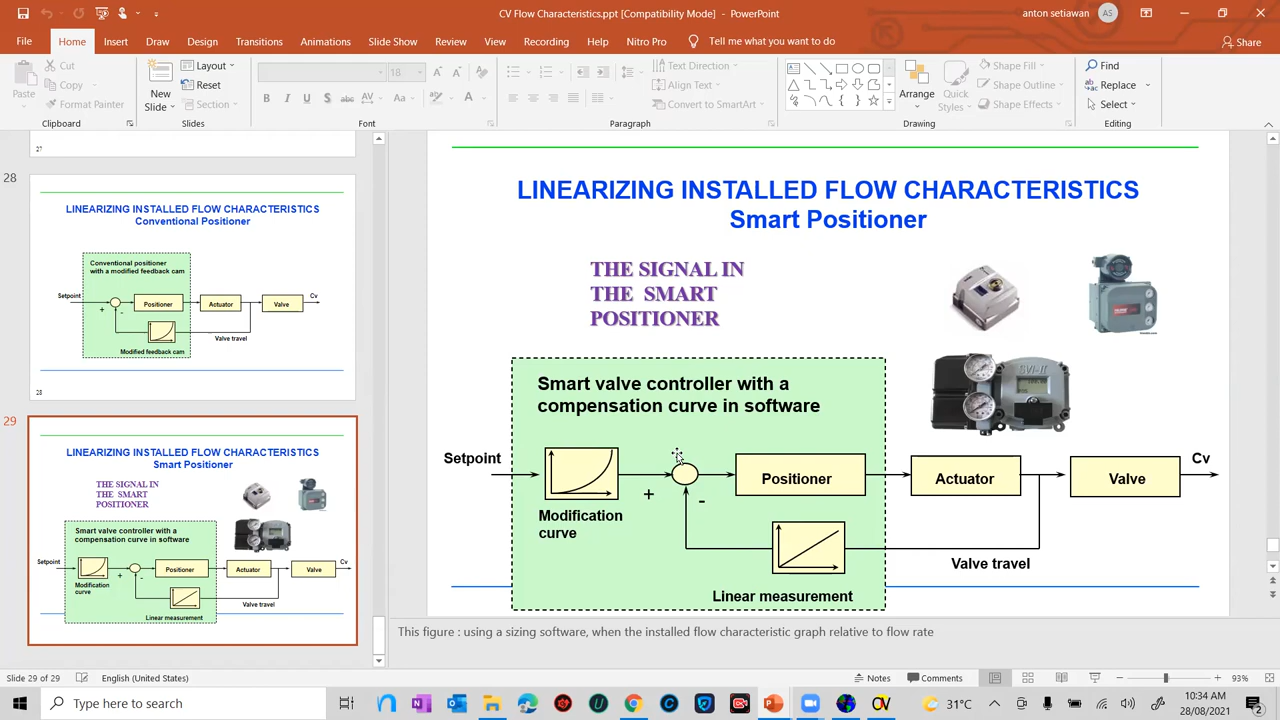 CV Flow Characteristics.ppt [Compatibility Mode] - PowerPoint
anton setiawan AS
File Home Insert Draw Design Transitions Animations Slide Show Review View Recording Help Nitro Pro Tell me what you want to do Share
Paste
Cut
Copy
Format Painter
Clipboard
New Slide
Layout
Reset
Section
Slides
18
Font
Text Direction
Align Text
Convert to SmartArt
Paragraph
Arrange
Quick Styles
Shape Fill
Shape Outline
Shape Effects
Drawing
Find
Replace
Select
Editing
27
28
LINEARIZING INSTALLED FLOW CHARACTERISTICS
Conventional Positioner
Conventional positioner
with a modified feedback cam
Setpoint
+
-
Positioner
Actuator
Valve
Cv
Valve travel
Modified feedback cam
28
29
LINEARIZING INSTALLED FLOW CHARACTERISTICS
Smart Positioner
THE SIGNAL IN
THE SMART
POSITIONER
Smart valve controller with a
compensation curve in software
Setpoint
+
-
Positioner
Actuator
Valve
Cv
Modification
curve
Valve travel
Linear measurement
LINEARIZING INSTALLED FLOW CHARACTERISTICS
Smart Positioner
THE SIGNAL IN
THE SMART
POSITIONER
SVI-II
Smart valve controller with a
compensation curve in software
Setpoint
+
-
Positioner
Actuator
Valve
Cv
Modification
curve
Valve travel
Linear measurement
This figure : using a sizing software, when the installed flow characteristic graph relative to flow rate
Slide 29 of 29 English (United States) Notes Comments 93%
Type here to search
31°C
10:34 AM
28/08/2021
2